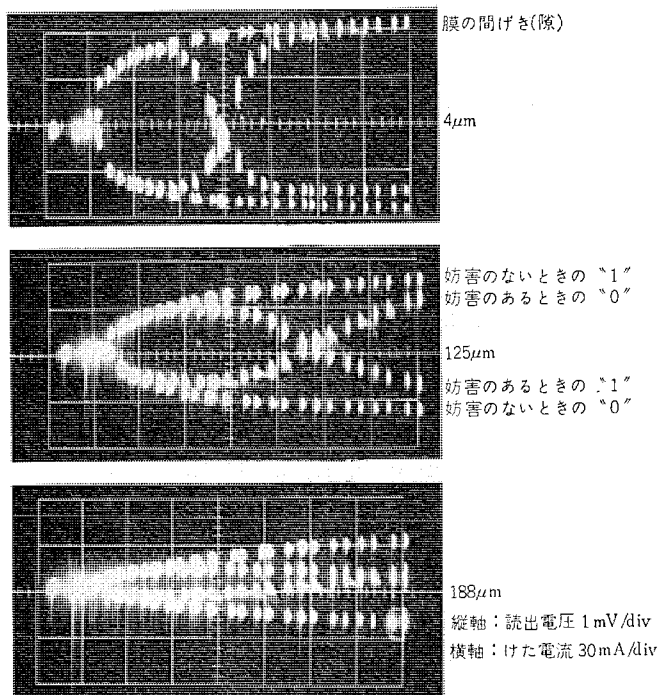 膜の間げき(隙)
4μm
妨害のないときの〝1″
妨害のあるときの〝0″
125μm
妨害のあるときの〝1″
妨害のないときの〝0″
188μm
縦軸：読出電圧 1mV/div
横軸：けた電流 30mA/div